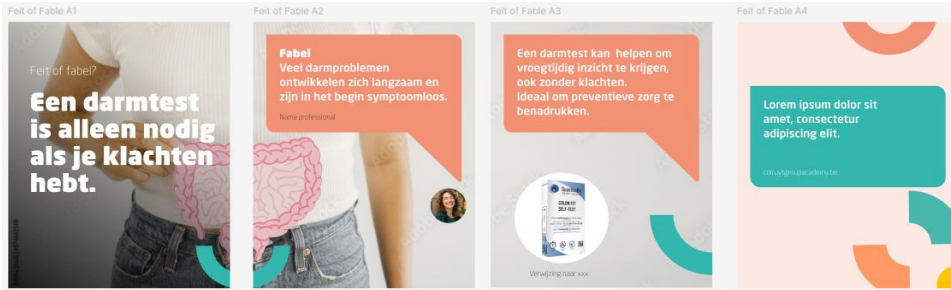 Feit of Fable A1
Feit of fabel?
Een darmtest
is alleen nodig
als je klachten
hebt.
Feit of Fable A2
Fabel
Veel darmproblemen
ontwikkelen zich langzaam en
zijn in het begin symptoomloos.
Name professional
Feit of Fable A3
Een darmtest kan helpen om
vroegtijdig inzicht te krijgen,
ook zonder klachten.
Ideaal om preventieve zorg te
benadrukken.
COLON FIT
SELF-TEST
Verwijzing naar xxx
Feit of Fable A4
Lorem ipsum dolor sit
amet, consectetur
adipiscing elit.
colruytgroupacademy.be